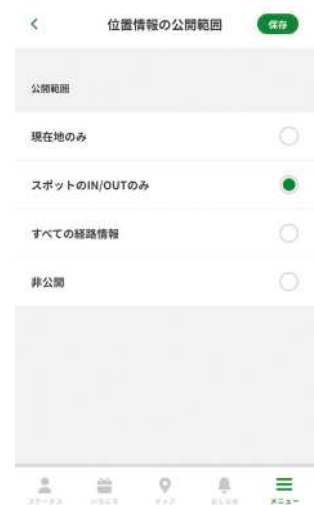 位置情報の公開範囲
保存
公開範囲
現在地のみ
スポットのIN/OUTのみ
すべての経路情報
非公開
メニュー